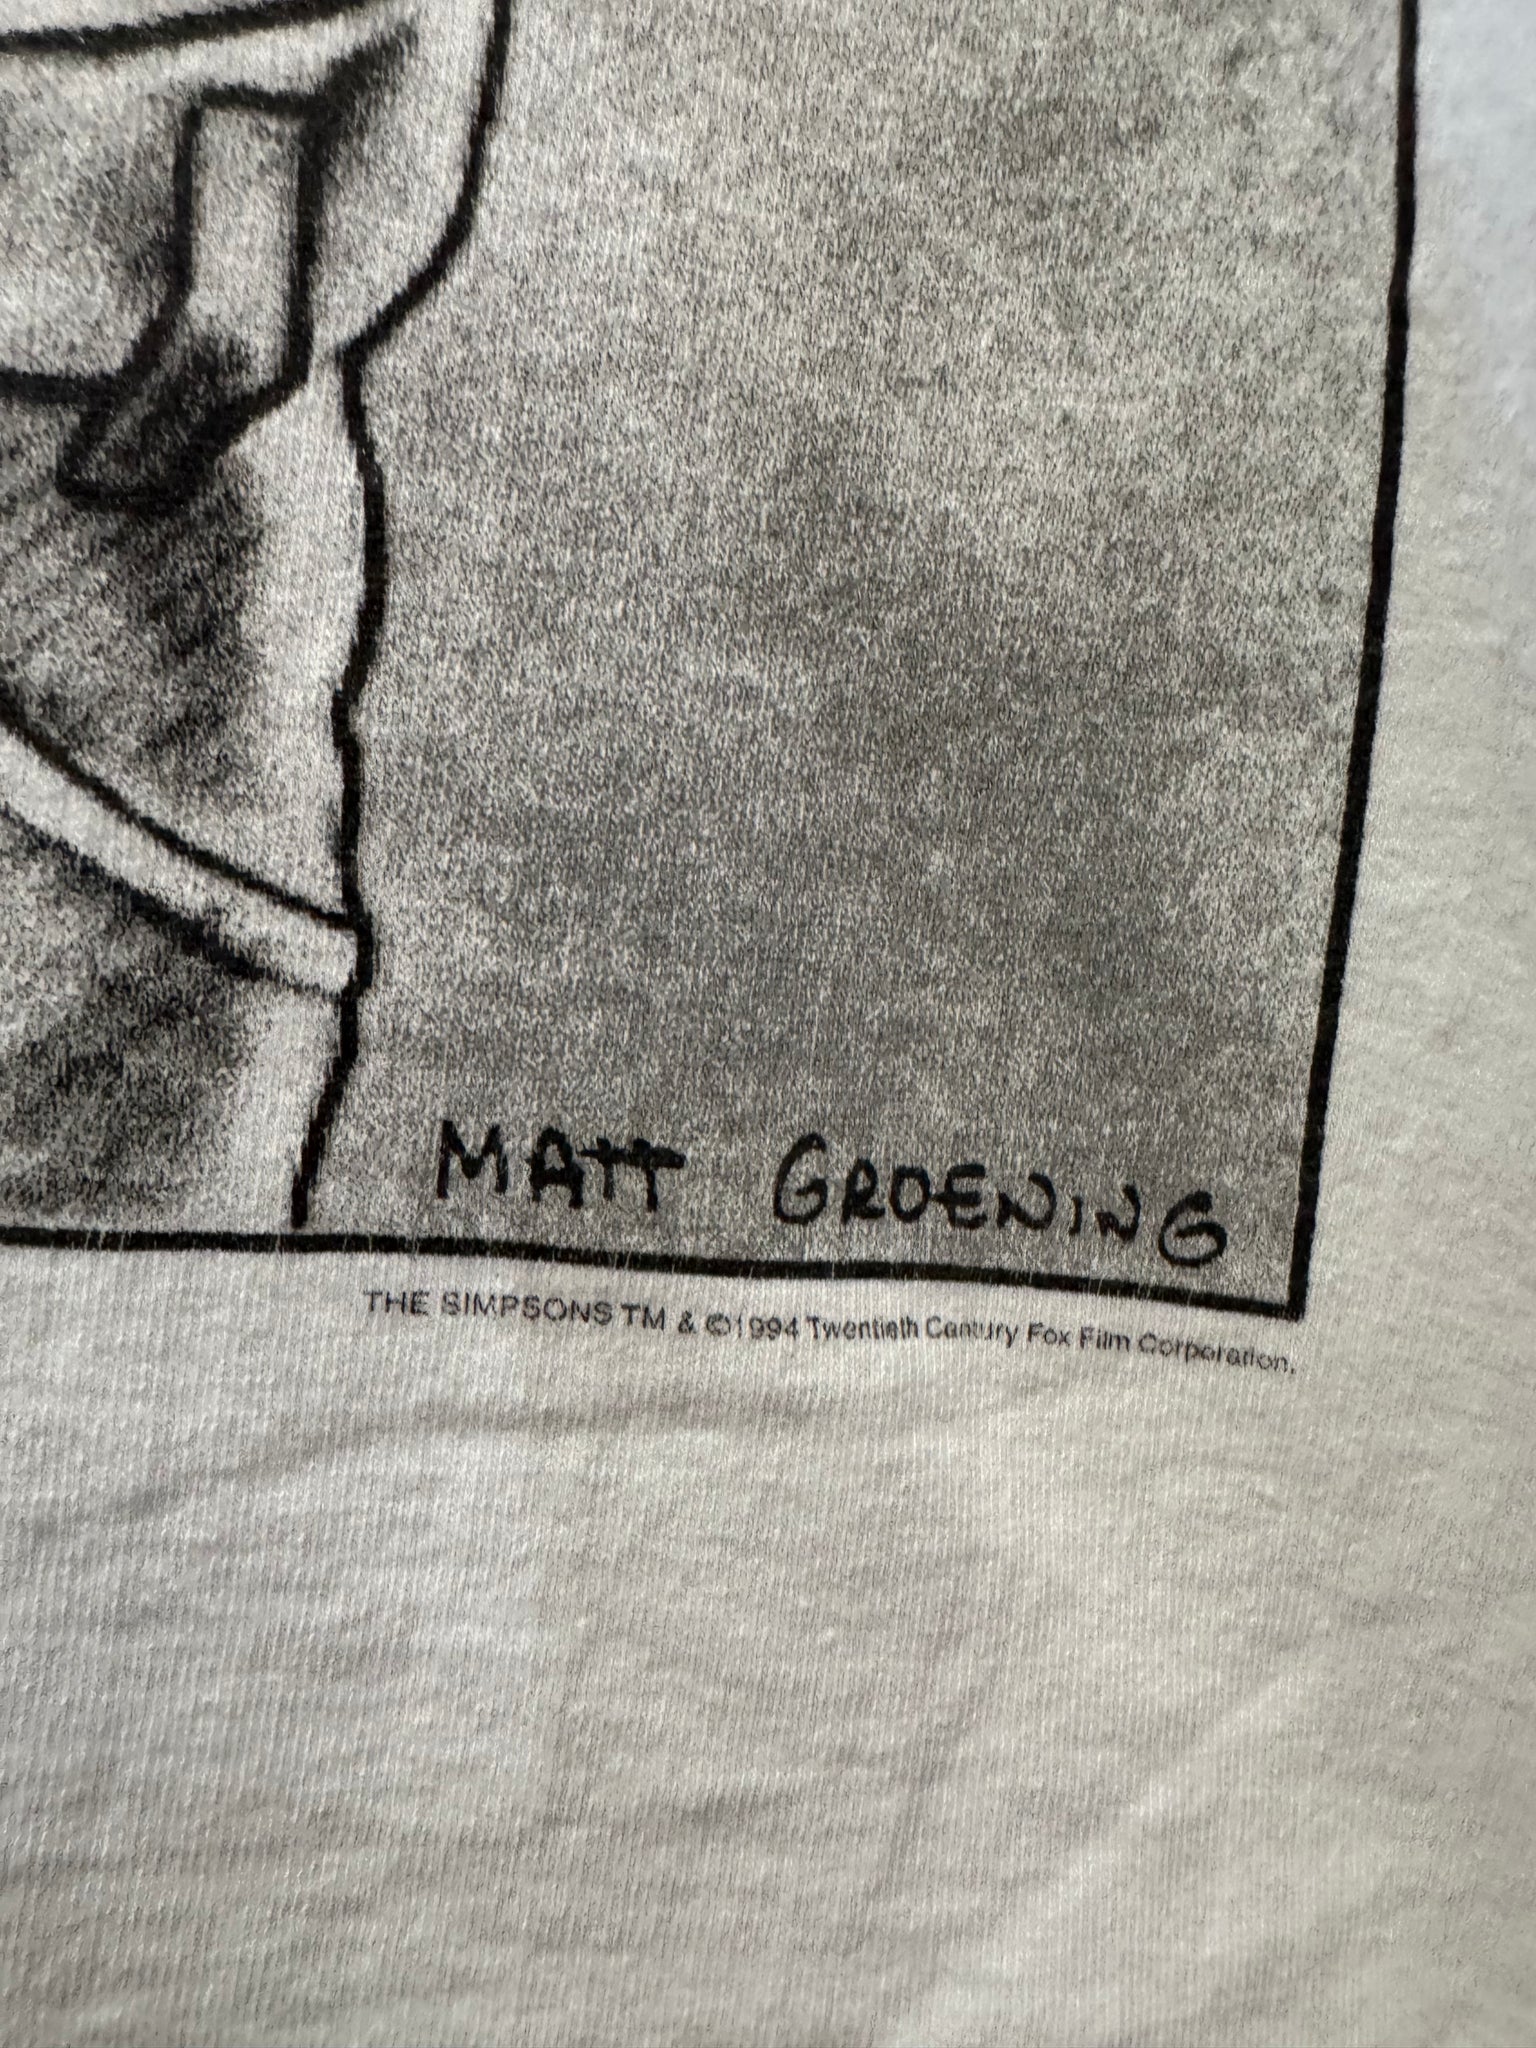 MATT GROENING
THE SIMPSONS TM & ©1994 Twentieth Century Fox Film Corporation.